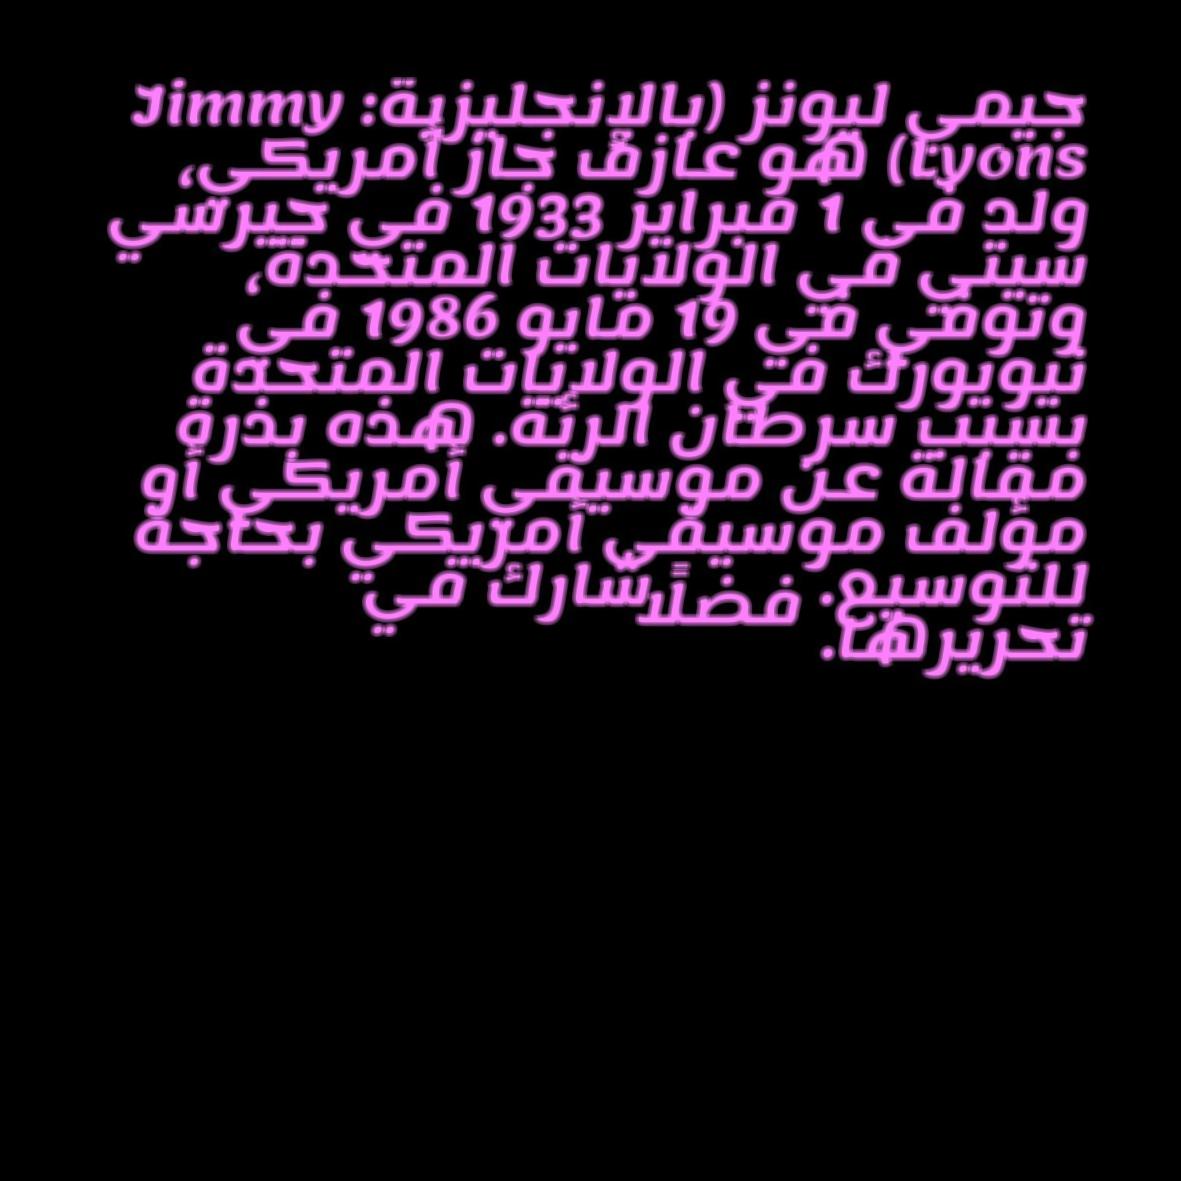 جيمي ليونز (بالإنجليزية: Jimmy
Lyons) هو عازف جاز أمريكي،
ولد في 1 فبراير 1933 في جيرسي
سيتي في الولايات المتحدة،
وتوفي في 19 مايو 1986 في
نيويورك في الولايات المتحدة
بسبب سرطان الرئة. هذه بذرة
مقالة عن موسيقي أمريكي أو
مؤلف موسيقي أمريكي بحاجة
للتوسيع. فضلًا شارك في
تحريرها.